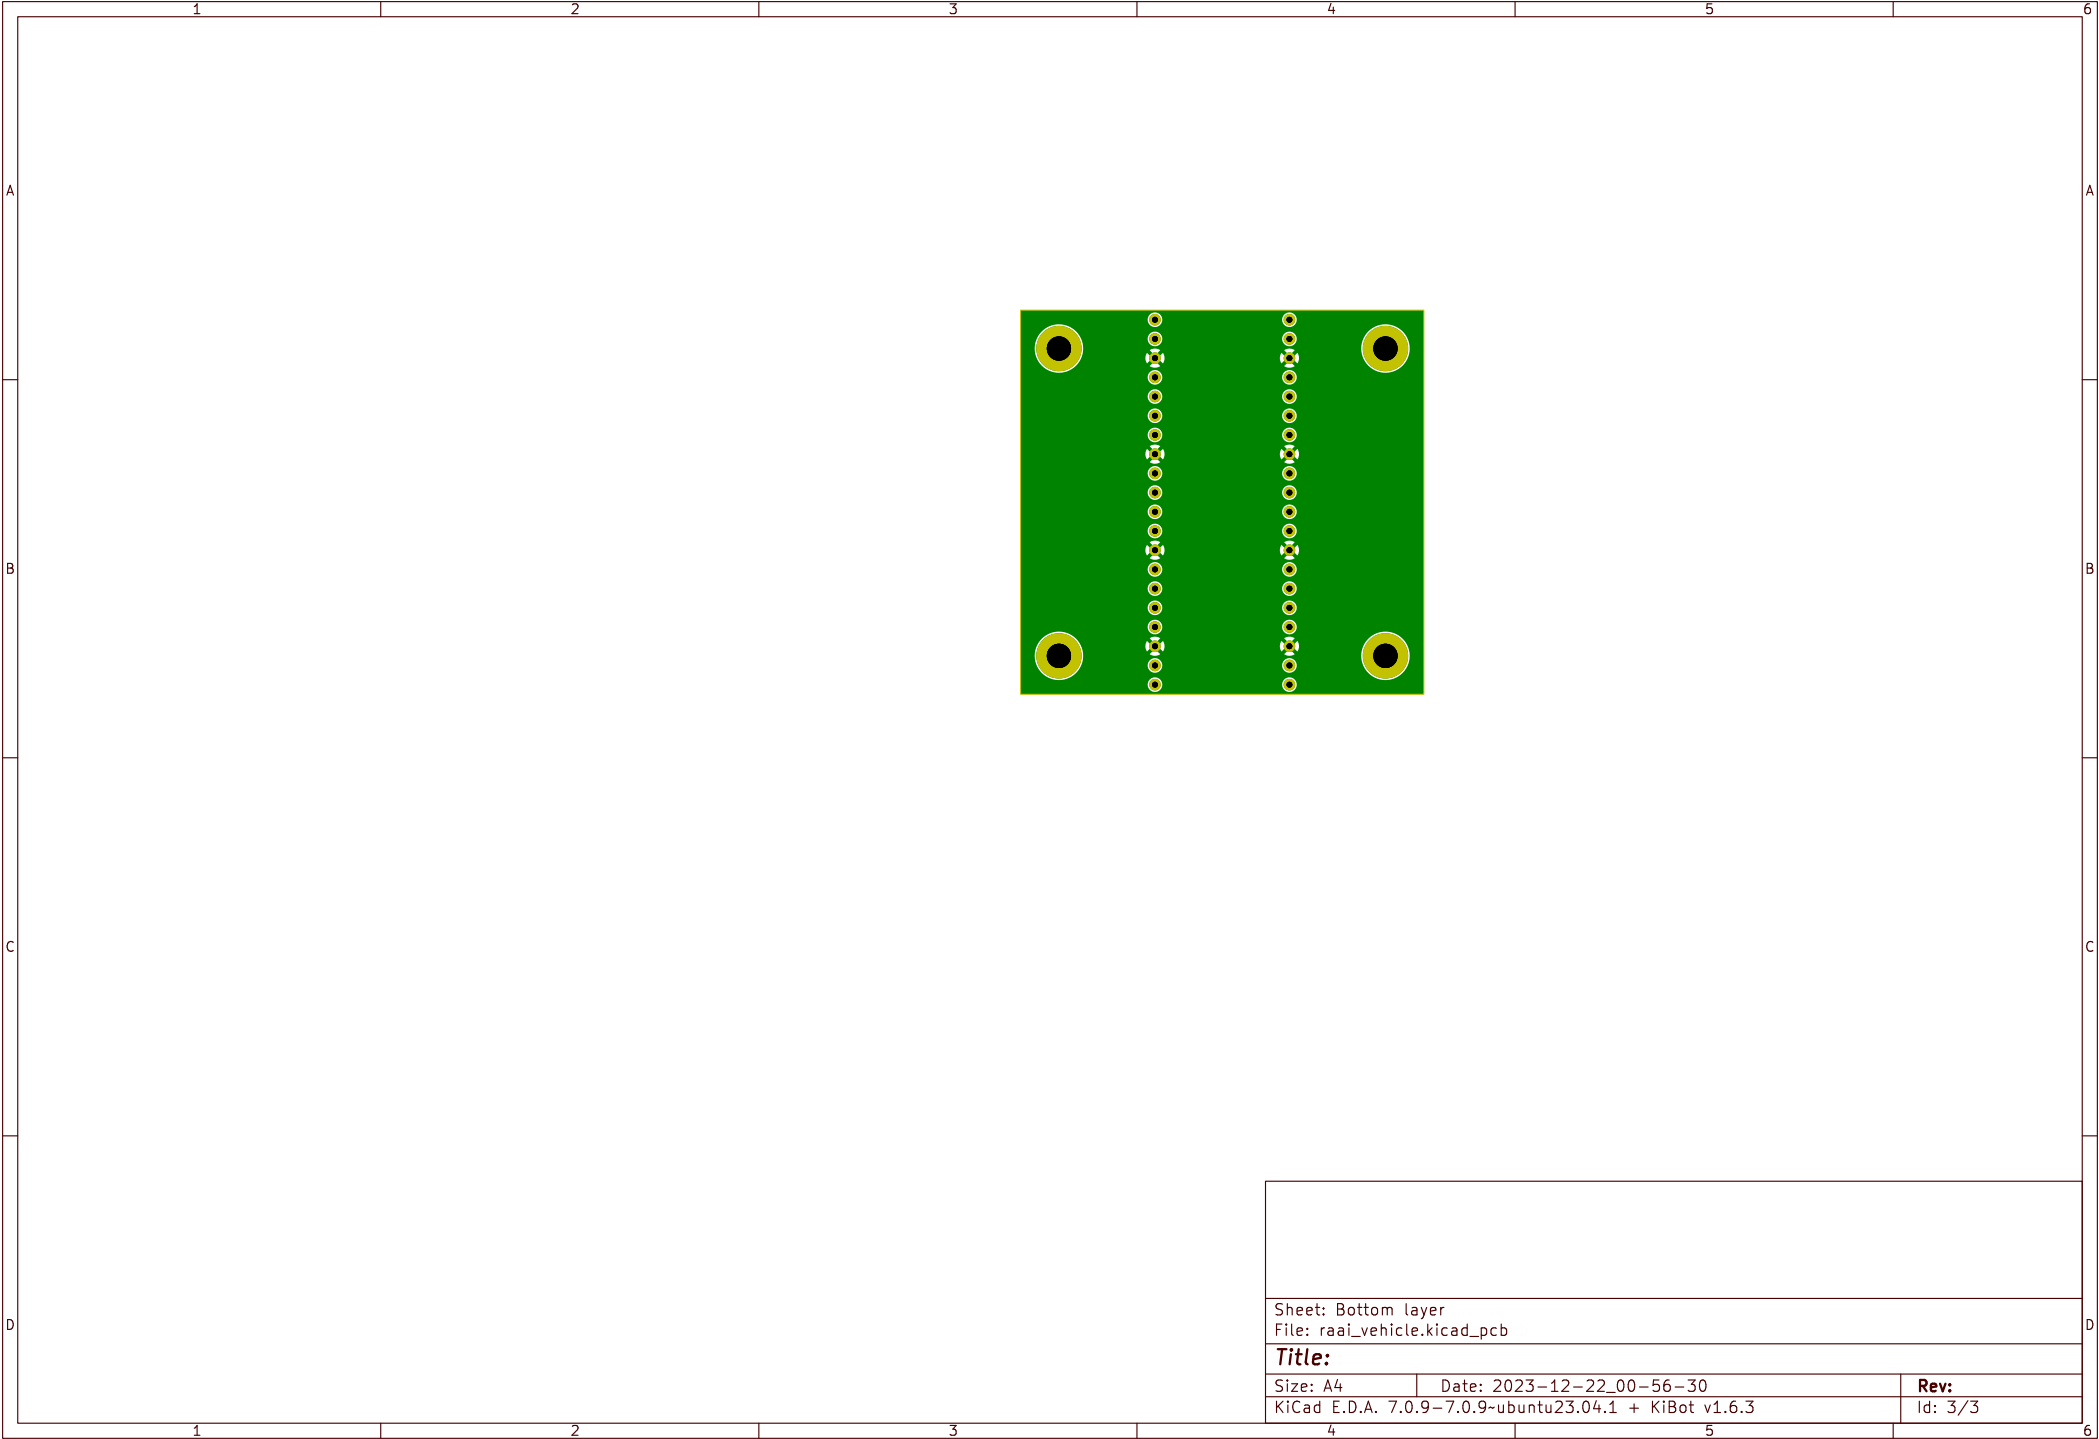 1 2 3 4 5 6
A A
B B
C C
Sheet: Bottom layer
File: raai_vehicle.kicad_pcb
D D
Title:
Size: A4 Date: 2023-12-22_00-56-30 Rev:
KiCad E.D.A. 7.0.9-7.0.9~ubuntu23.04.1 + KiBot v1.6.3 Id: 3/3
1 2 3 4 5 6